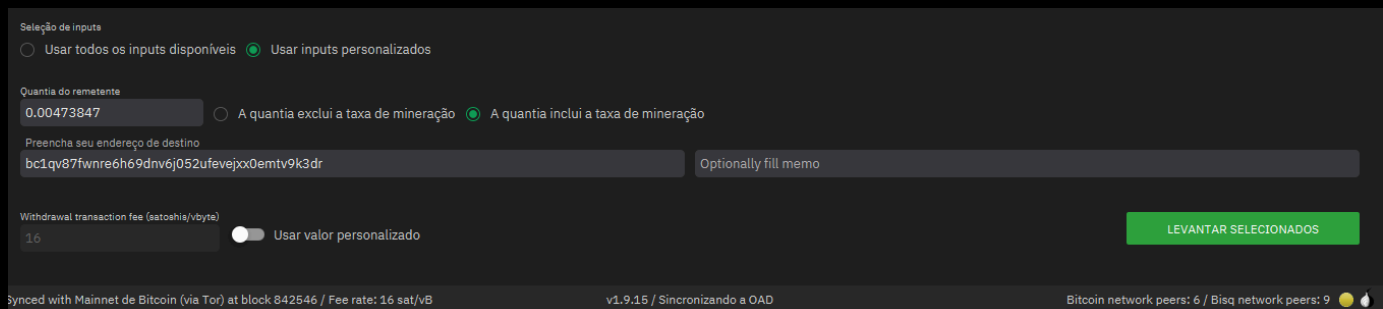 Seleção de inputs
Usar todos os inputs disponíveis Usar inputs personalizados
Quantia do remetente
0.00473847 A quantia exclui a taxa de mineração A quantia inclui a taxa de mineração
Preencha seu endereço de destino
bc1qv87fwnre6h69dnv6j052ufevejxx0emtv9k3dr Optionally fill memo
Withdrawal transaction fee (satoshis/vbyte)
16 Usar valor personalizado LEVANTAR SELECIONADOS
Synced with Mainnet de Bitcoin (via Tor) at block 842546 / Fee rate: 16 sat/vB v1.9.15 / Sincronizando a OAD Bitcoin network peers: 6 / Bisq network peers: 9